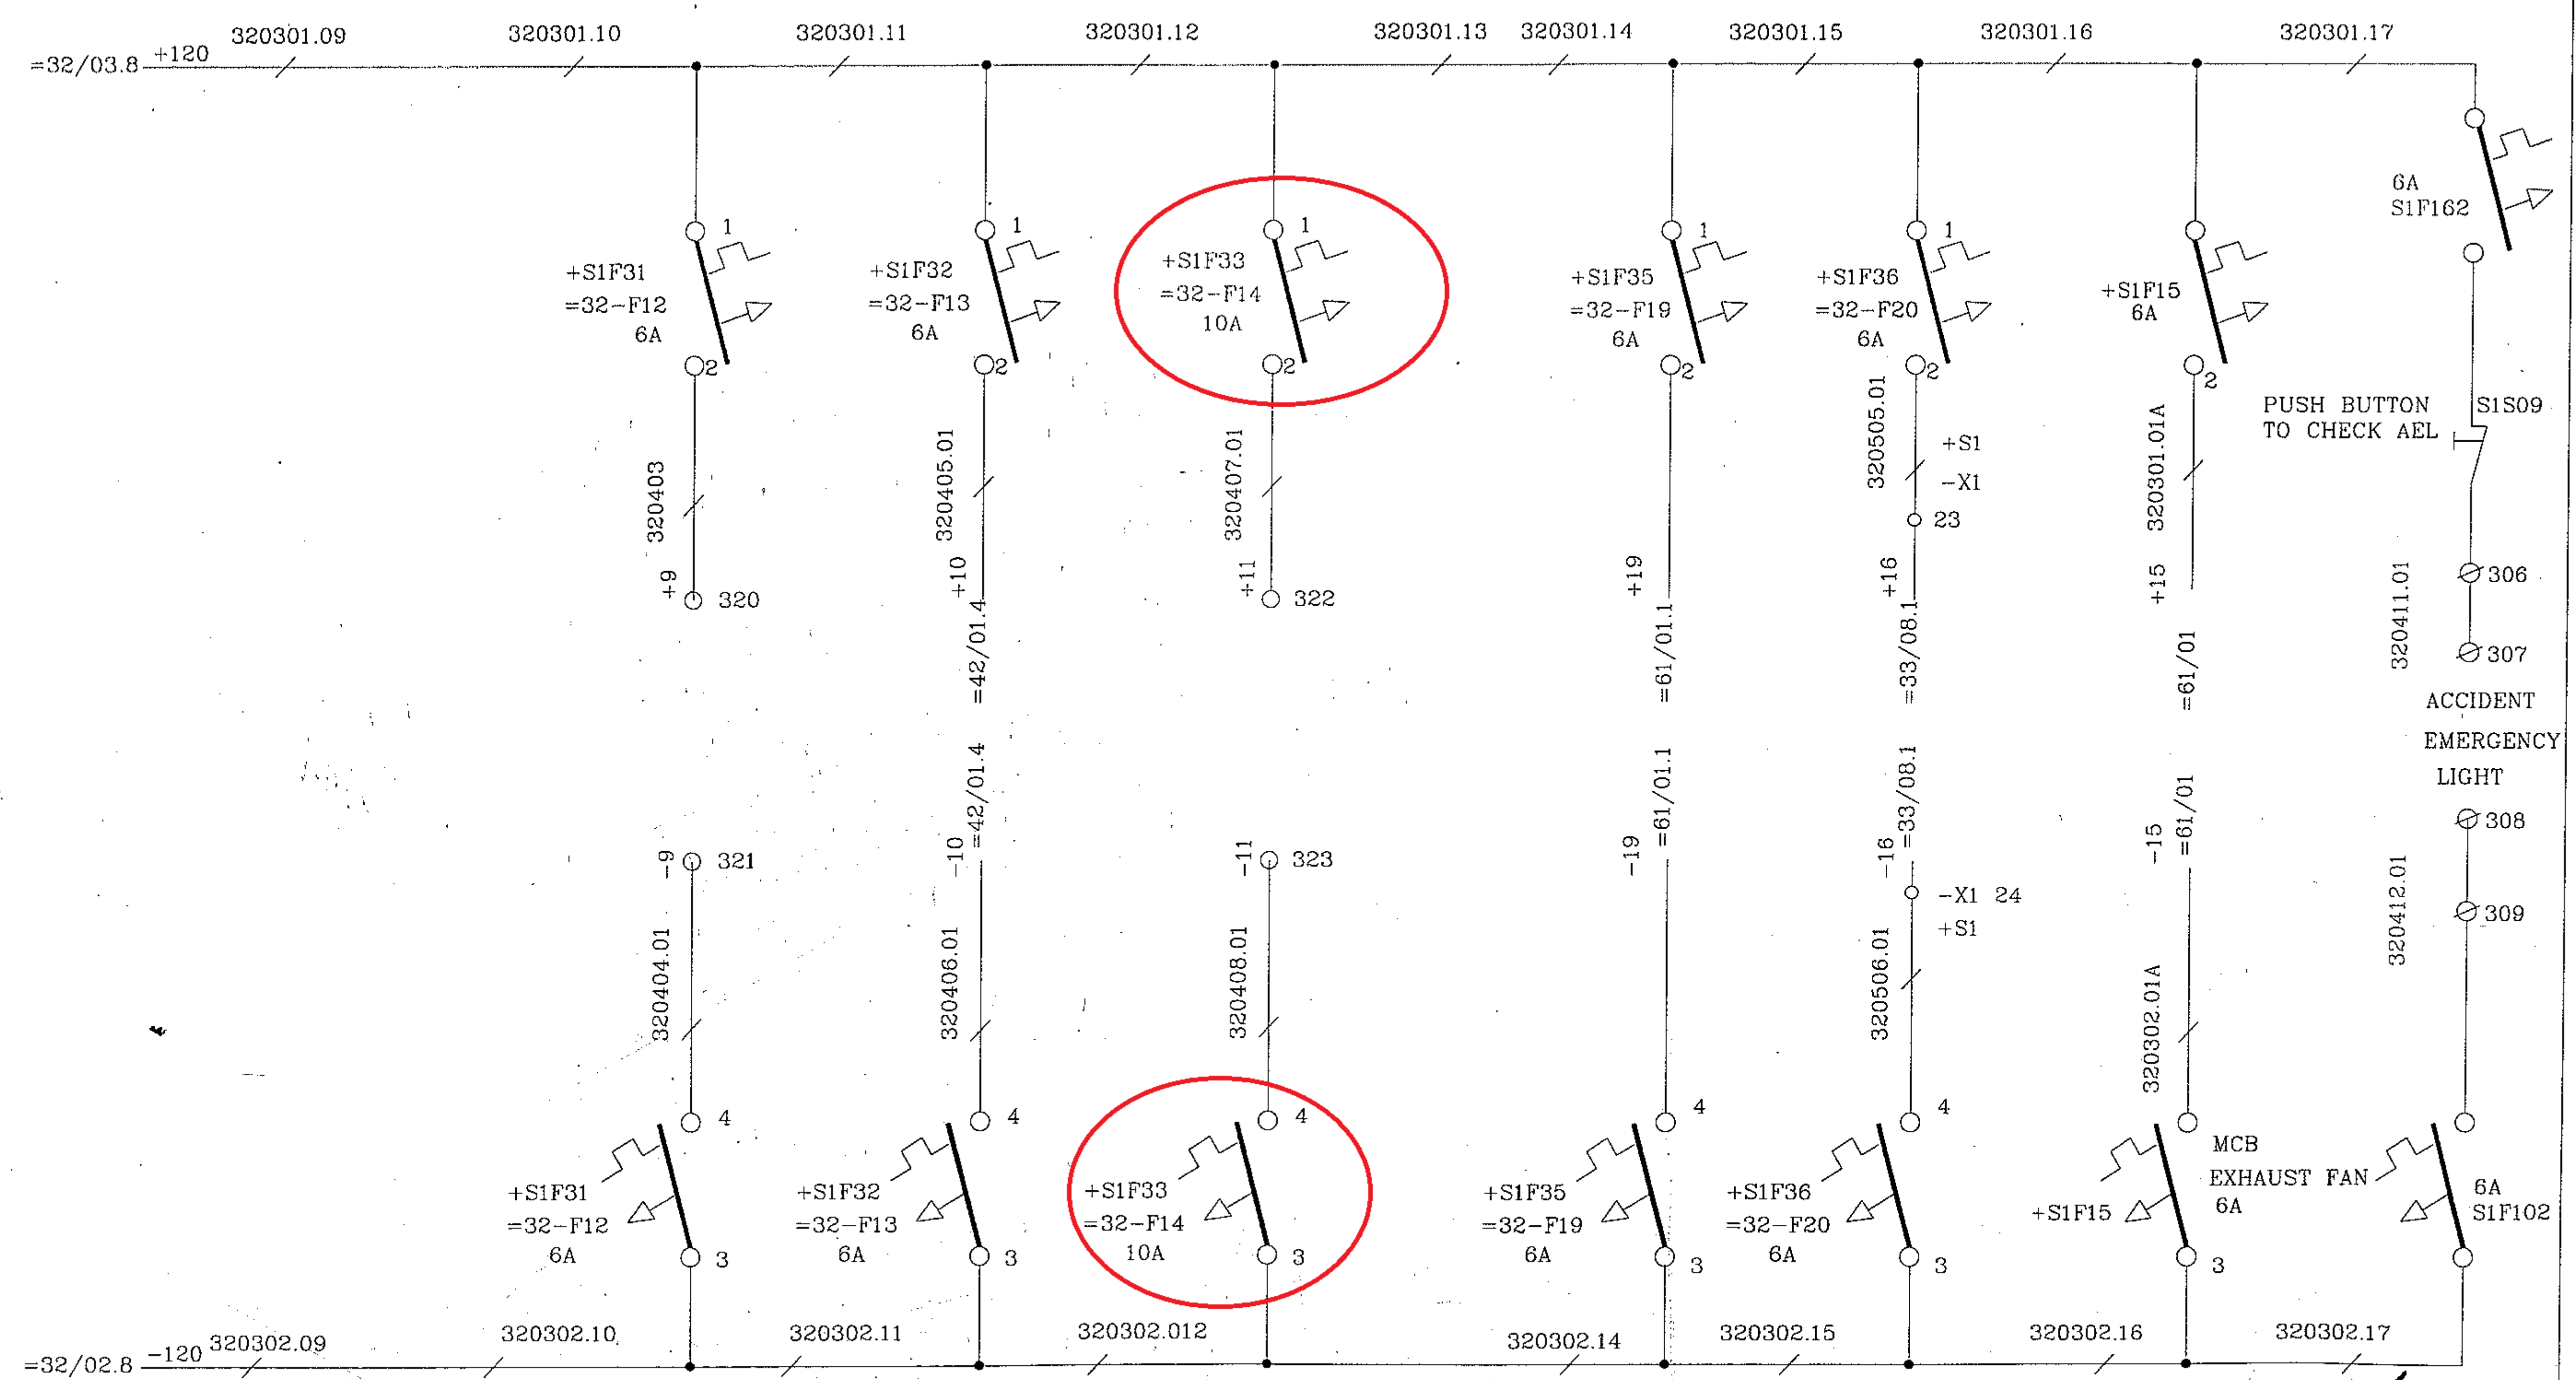 320301.09
320301.10
320301.11
320301.12
320301.13
320301.14
320301.15
320301.16
320301.17
=32/03.8
+120
1
+S1F31
=32-F12
6A
2
1
+S1F32
=32-F13
6A
2
1
+S1F33
=32-F14
10A
2
1
+S1F35
=32-F19
6A
2
1
+S1F36
=32-F20
6A
2
1
+S1F15
6A
2
6A
S1F162
PUSH BUTTON
TO CHECK AEL
S1S09
320403
+9
320
320405.01
+10
=42/01.4
320407.01
+11
322
+19
=61/01.1
320505.01
+S1
-X1
23
+16
=33/08.1
320301.01A
+15
=61/01
320411.01
306
307
ACCIDENT
EMERGENCY
LIGHT
308
309
320412.01
-9
321
320404.01
=42/01.4
-10
320406.01
-11
323
320408.01
=61/01.1
-19
=33/08.1
-16
-X1 24
+S1
320506.01
=61/01
-15
320302.01A
4
+S1F31
=32-F12
6A
3
4
+S1F32
=32-F13
6A
3
4
+S1F33
=32-F14
10A
3
4
+S1F35
=32-F19
6A
3
4
+S1F36
=32-F20
6A
3
MCB
EXHAUST FAN
6A
+S1F15
3
6A
S1F102
=32/02.8
-120
320302.09
320302.10
320302.11
320302.012
320302.14
320302.15
320302.16
320302.17